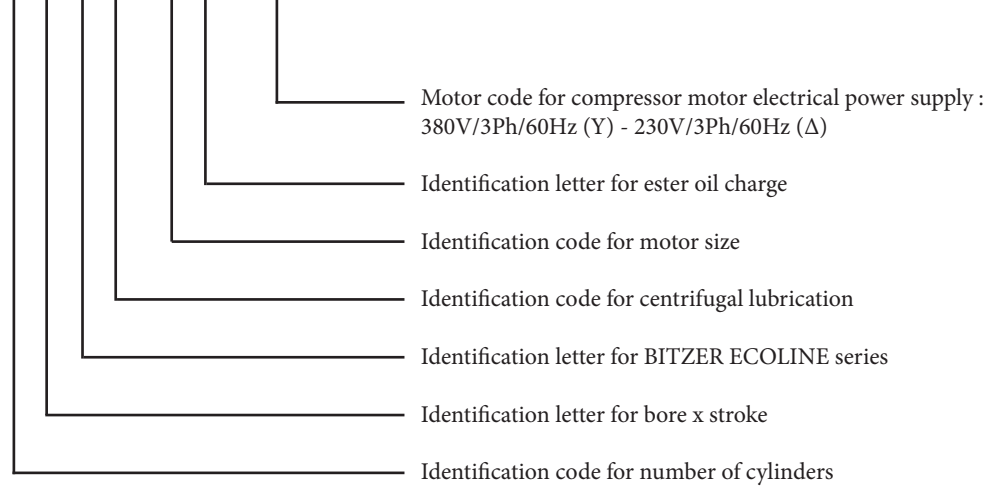 Motor code for compressor motor electrical power supply :
380V/3Ph/60Hz (Y) - 230V/3Ph/60Hz (Δ)
Identification letter for ester oil charge
Identification code for motor size
Identification code for centrifugal lubrication
Identification letter for BITZER ECOLINE series
Identification letter for bore x stroke
Identification code for number of cylinders